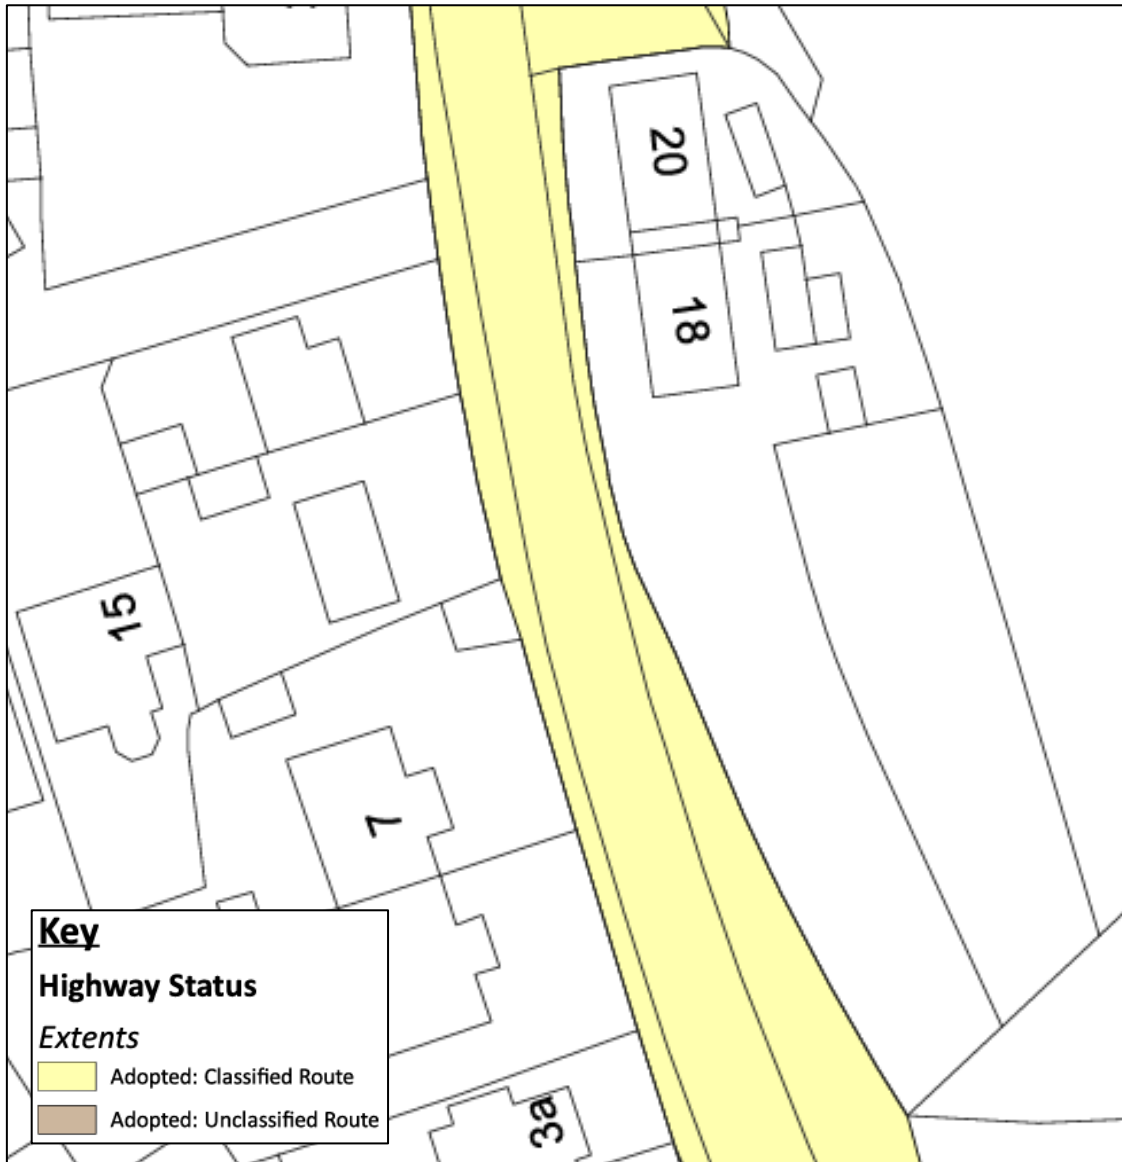 20
18
15
7
3a
Key
Highway Status
Extents
Adopted: Classified Route
Adopted: Unclassified Route